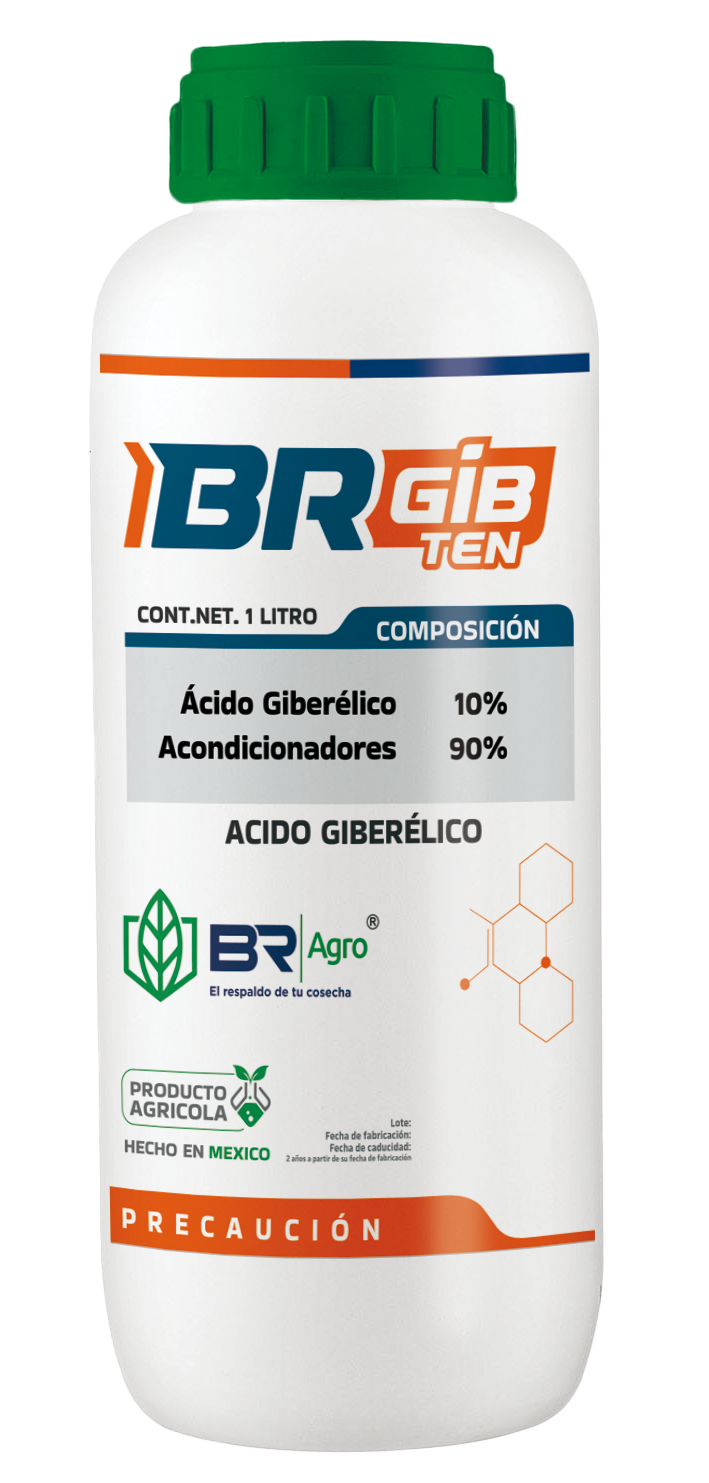 BR GIB
TEN
CONT.NET. 1 LITRO
COMPOSICIÓN
Ácido Giberélico 10%
Acondicionadores 90%
ACIDO GIBERÉLICO
BR Agro®
El respaldo de tu cosecha
PRODUCTO
AGRICOLA
HECHO EN MEXICO
Lote:
Fecha de fabricación:
Fecha de caducidad:
2 años a partir de su fecha de fabricación
PRECAUCIÓN